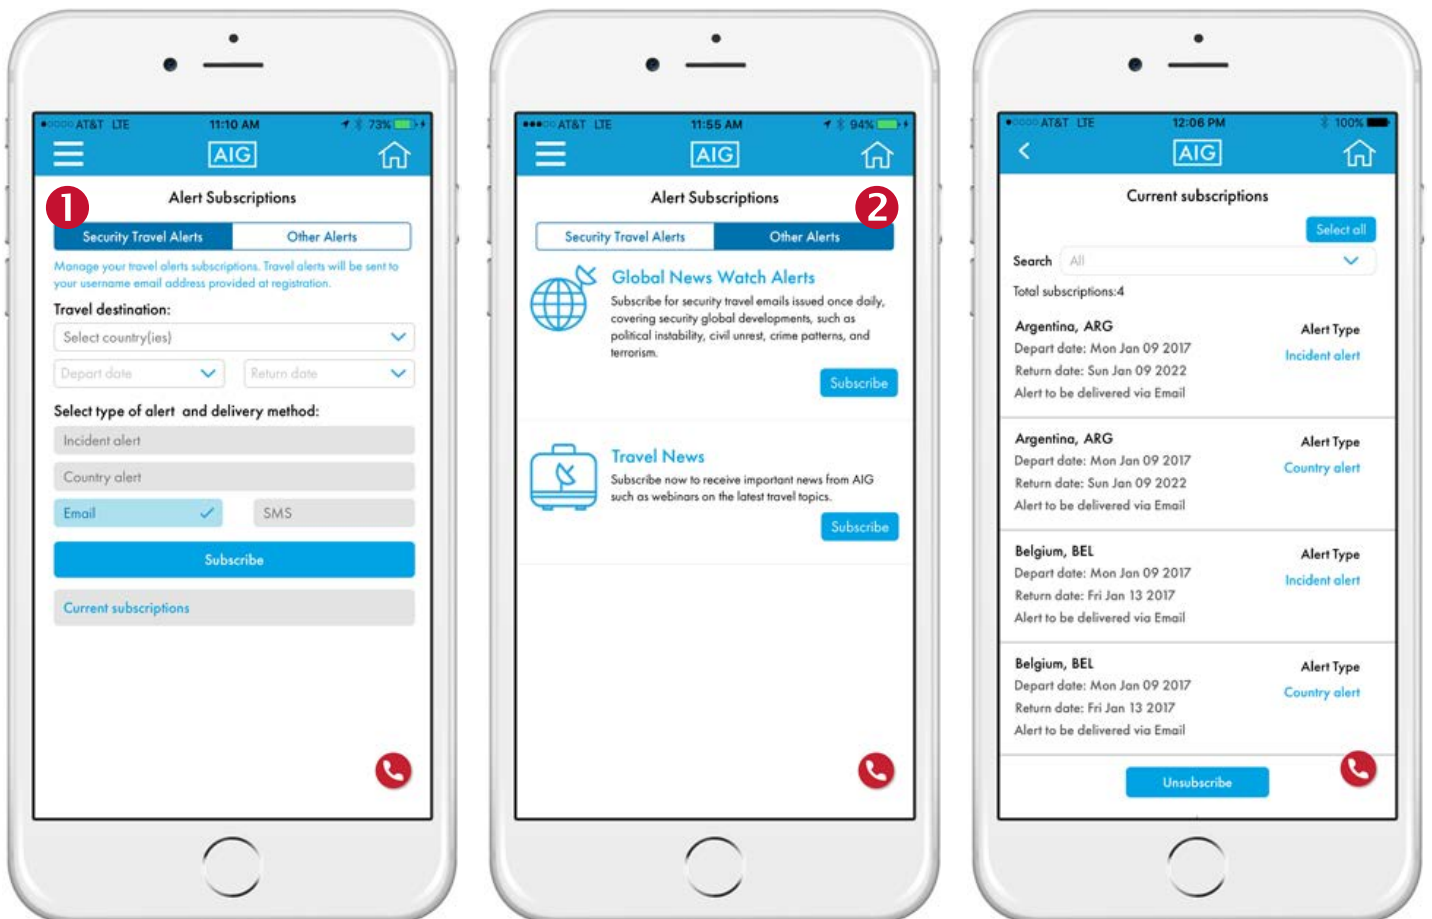 AT&T LTE 11:10 AM 73%
AIG
1
Alert Subscriptions
Security Travel Alerts Other Alerts
Manage your travel alerts subscriptions. Travel alerts will be sent to
your username email address provided at registration.
Travel destination:
Select country(ies)
Depart date Return date
Select type of alert and delivery method:
Incident alert
Country alert
Email SMS
Subscribe
Current subscriptions
AT&T LTE 11:55 AM 94%
AIG
Alert Subscriptions
2
Security Travel Alerts Other Alerts
Global News Watch Alerts
Subscribe for security travel emails issued once daily,
covering security global developments, such as
political instability, civil unrest, crime patterns, and
terrorism.
Subscribe
Travel News
Subscribe now to receive important news from AIG
such as webinars on the latest travel topics.
Subscribe
AT&T LTE 12:06 PM 100%
AIG
Current subscriptions
Select all
Search All
Total subscriptions:4
Argentina, ARG Alert Type
Depart date: Mon Jan 09 2017 Incident alert
Return date: Sun Jan 09 2022
Alert to be delivered via Email
Argentina, ARG Alert Type
Depart date: Mon Jan 09 2017 Country alert
Return date: Sun Jan 09 2022
Alert to be delivered via Email
Belgium, BEL Alert Type
Depart date: Mon Jan 09 2017 Incident alert
Return date: Fri Jan 13 2017
Alert to be delivered via Email
Belgium, BEL Alert Type
Depart date: Mon Jan 09 2017 Country alert
Return date: Fri Jan 13 2017
Alert to be delivered via Email
Unsubscribe